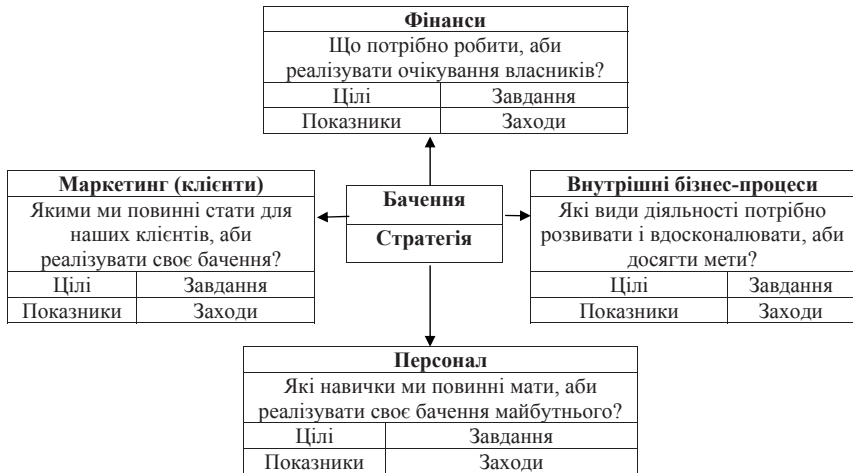 Фінанси
Що потрібно робити, аби
реалізувати очікування власників?
Цілі Завдання
Показники Заходи
Маркетинг (клієнти)
Якими ми повинні стати для
наших клієнтів, аби
реалізувати своє бачення?
Цілі Завдання
Показники Заходи
Бачення
Стратегія
Внутрішні бізнес-процеси
Які види діяльності потрібно
розвивати і вдосконалювати, аби
досягти мети?
Цілі Завдання
Показники Заходи
Персонал
Які навички ми повинні мати, аби
реалізувати своє бачення майбутнього?
Цілі Завдання
Показники Заходи